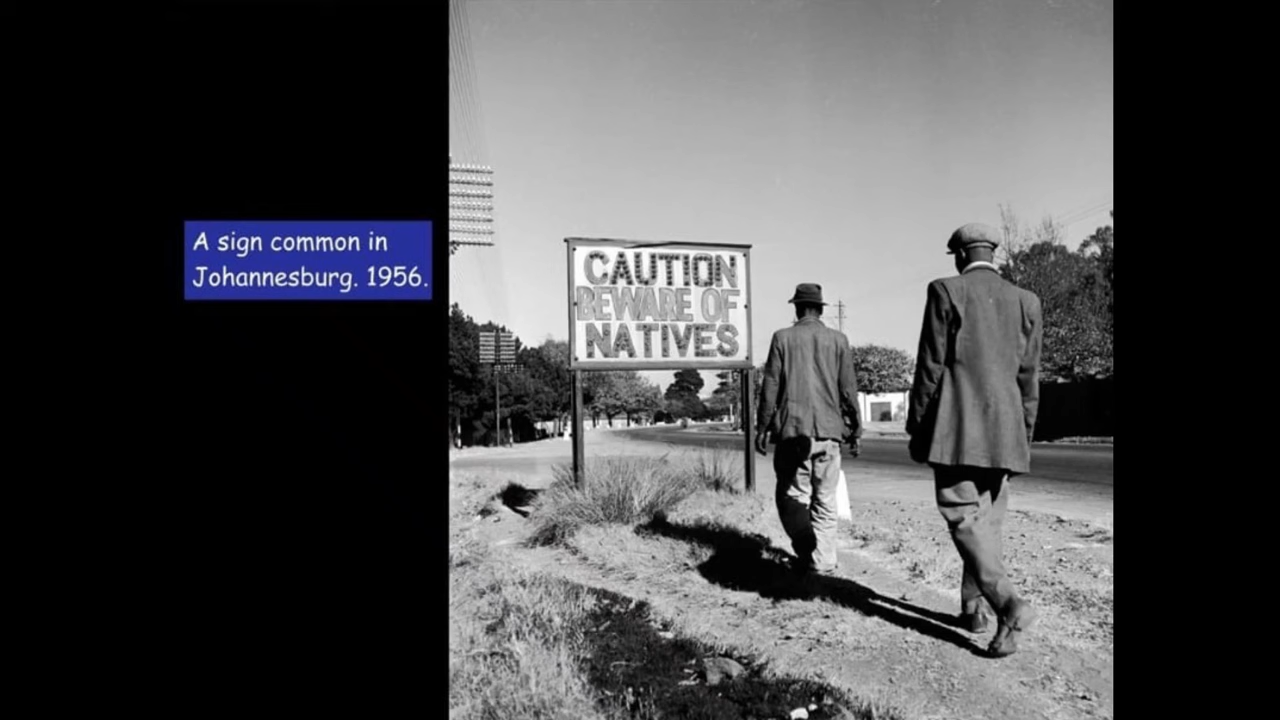 A sign common in
Johannesburg. 1956.
CAUTION
BEWARE OF
NATIVES